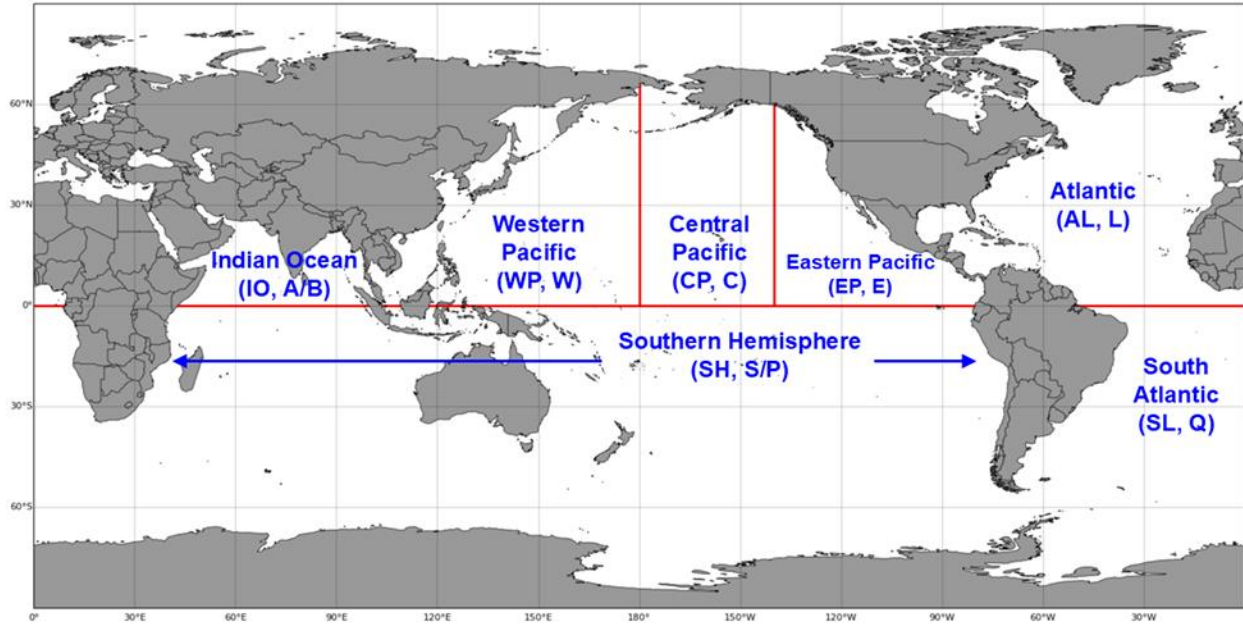 60°N
30°N
0°
30°S
60°S
Atlantic
(AL, L)
Western
Pacific
(WP, W)
Central
Pacific
(CP, C)
Indian Ocean
(IO, A/B)
Eastern Pacific
(EP, E)
Southern Hemisphere
(SH, S/P)
South
Atlantic
(SL, Q)
0° 30°E 60°E 90°E 120°E 150°E 180° 150°W 120°W 90°W 60°W 30°W